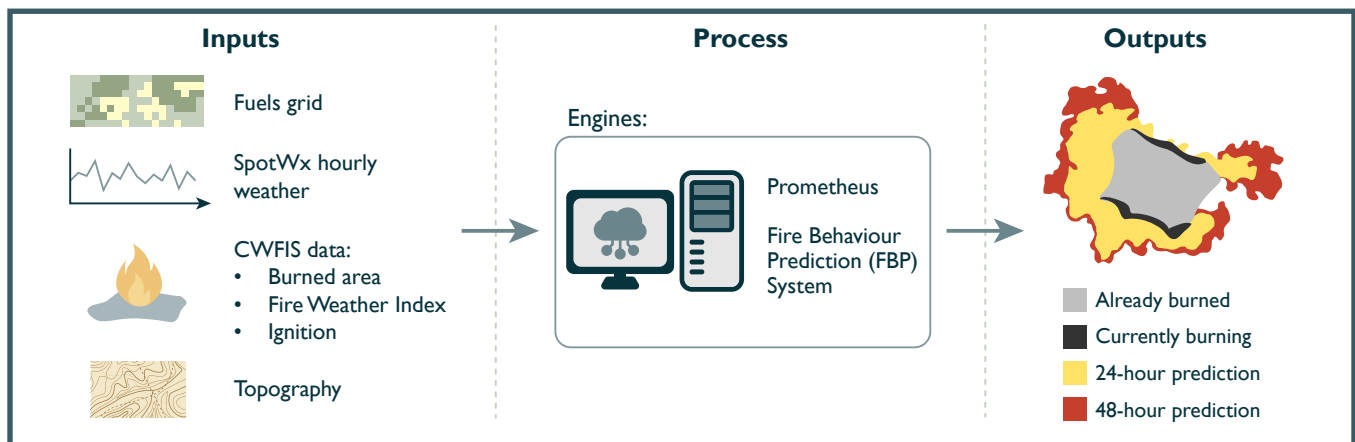 Inputs
Fuels grid
SpotWx hourly
weather
CWFIS data:
• Burned area
• Fire Weather Index
• Ignition
Topography
Process
Engines:
Prometheus
Fire Behaviour
Prediction (FBP)
System
Outputs
Already burned
Currently burning
24-hour prediction
48-hour prediction